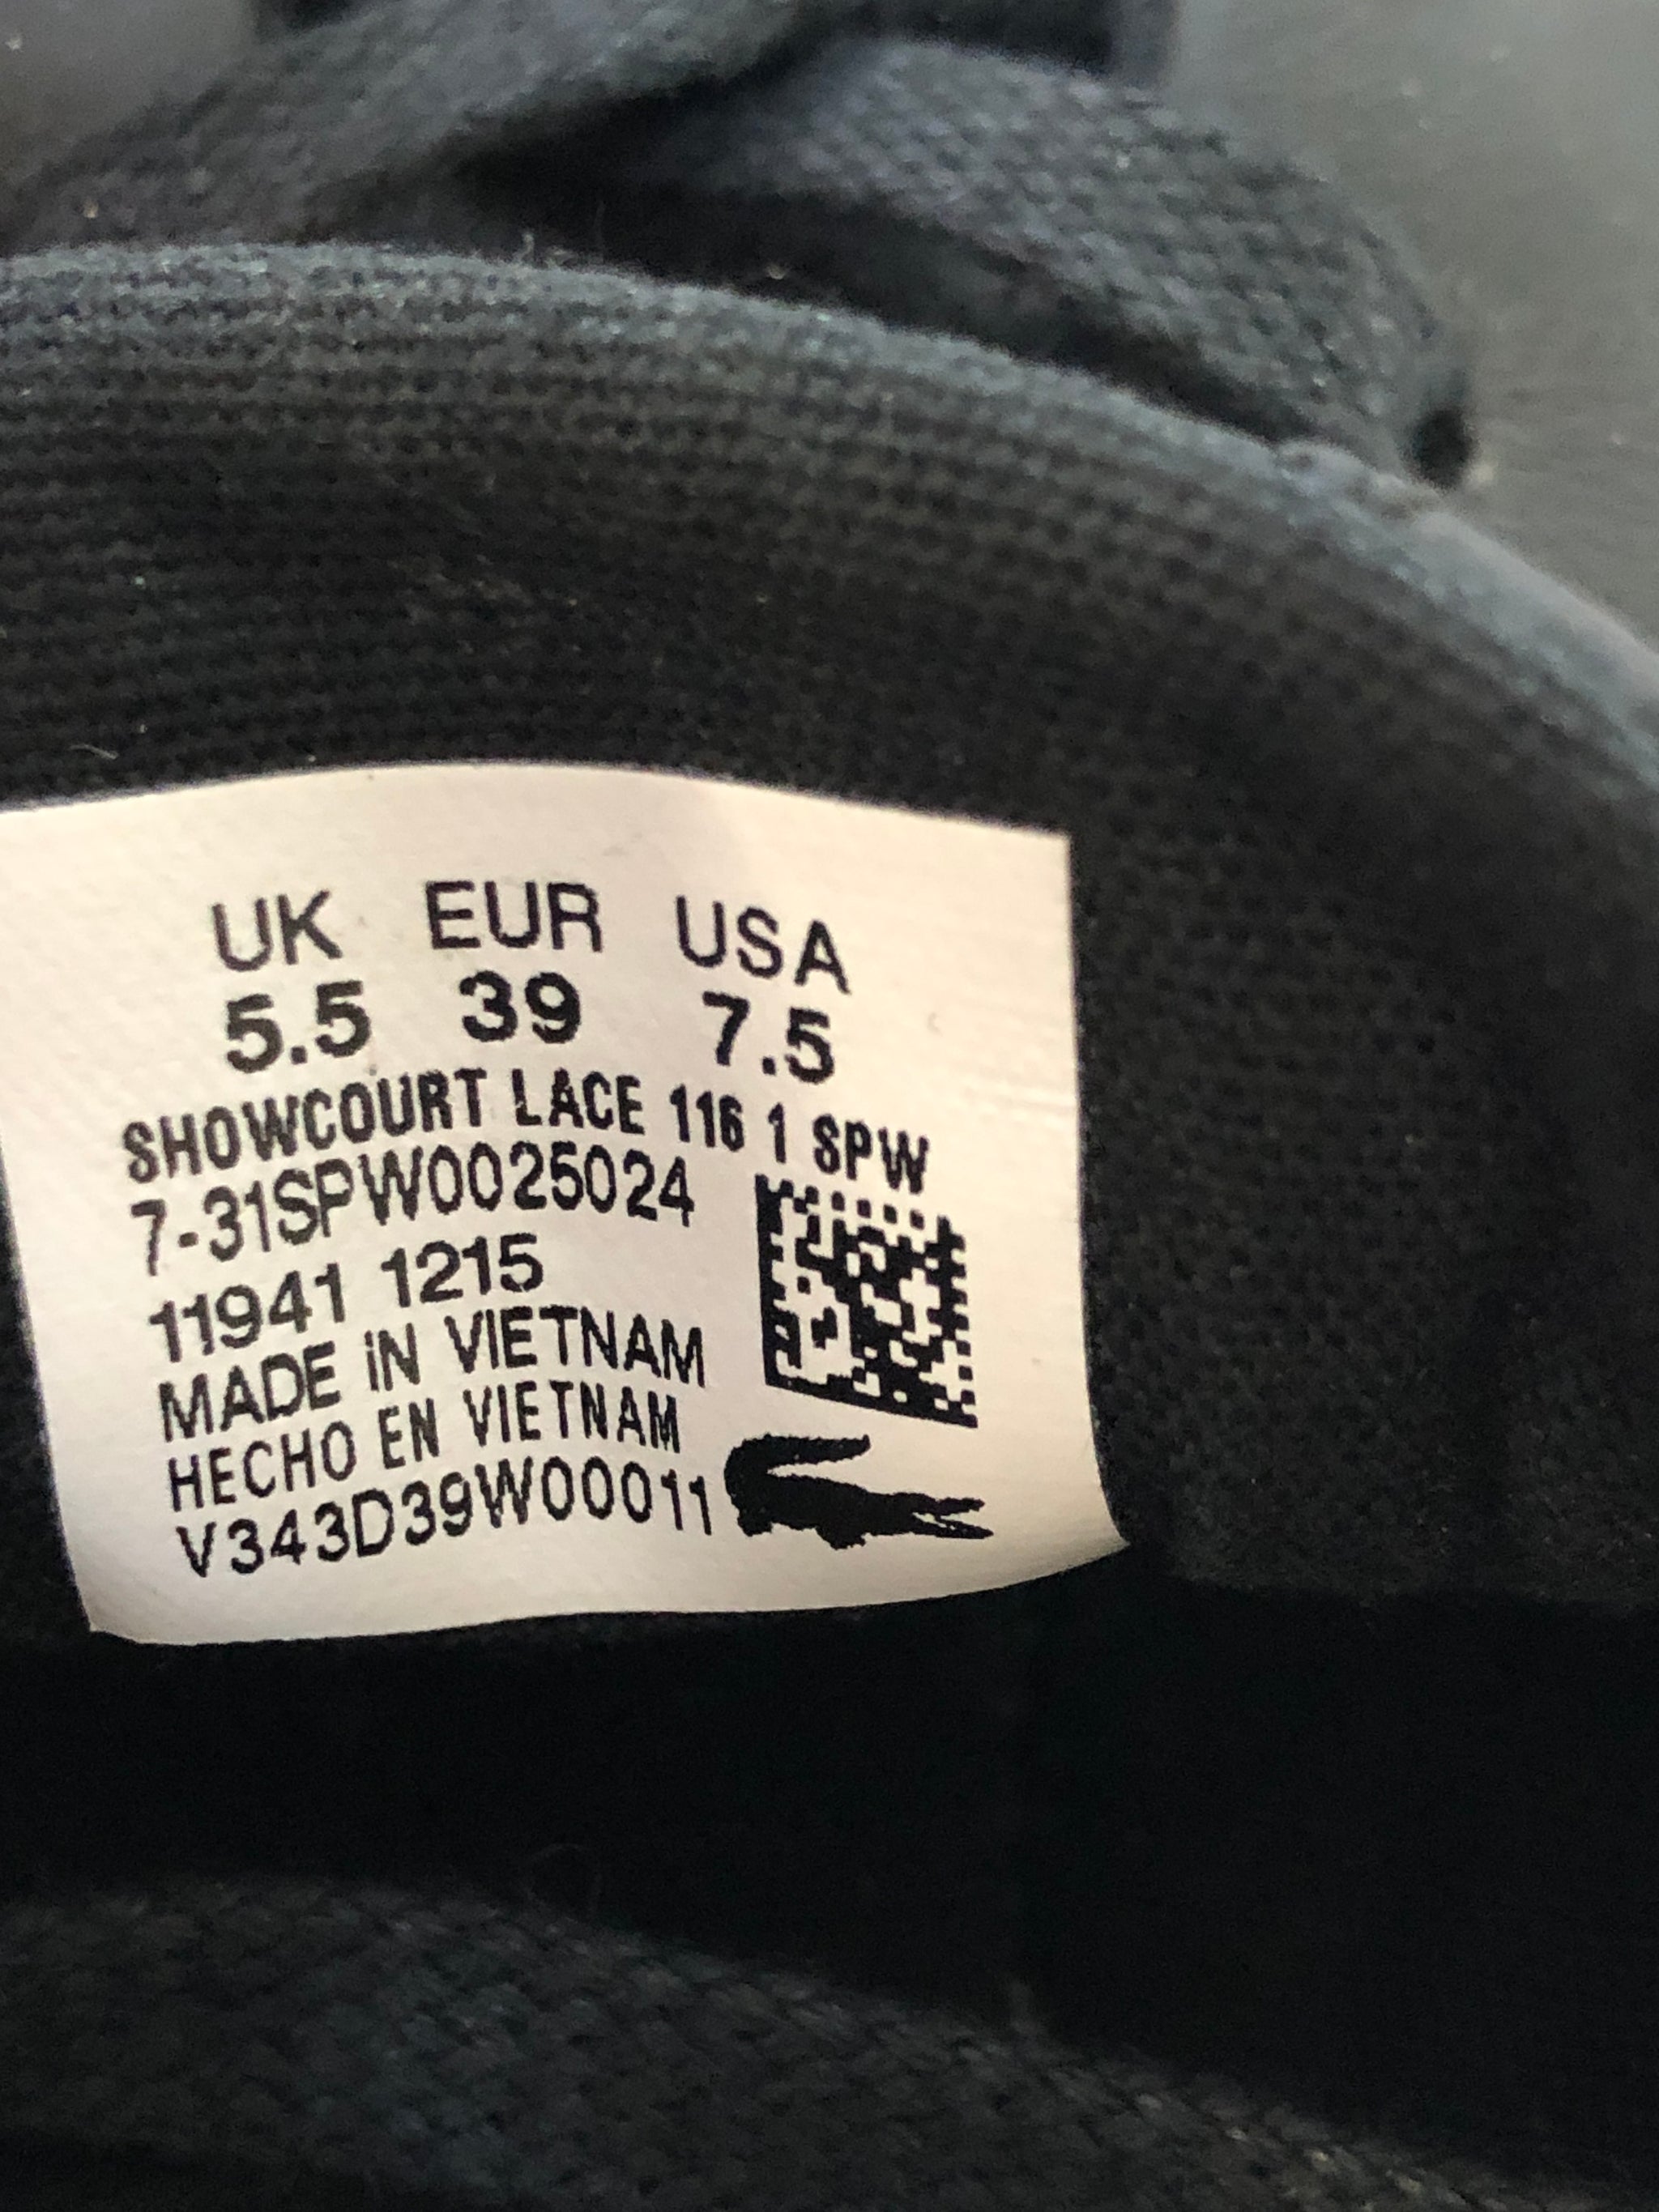 UK EUR USA
5.5 39 7.5
SHOWCOURT LACE 116 1 SPW
7-31SPW0025024
11941 1215
MADE iN VIETNAM
HECHO EN VIETNAM
V343D39W00011